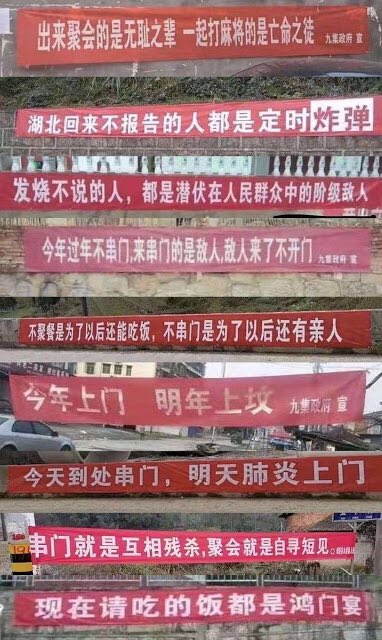 出来聚会的是无耻之辈 一起打麻将的是亡命之徒 九集政府 宣
湖北回来不报告的人都是定时炸弹
发烧不说的人，都是潜伏在人民群众中的阶级敌人
今年过年不串门,来串门的是敌人,敌人来了不开门 九集政府 宣
不聚餐是为了以后还能吃饭，不串门是为了以后还有亲人
今年上门 明年上坟 九集政府 宣
今天到处串门，明天肺炎上门
串门就是互相残杀,聚会就是自寻短见。
现在请吃的饭都是鸿门宴